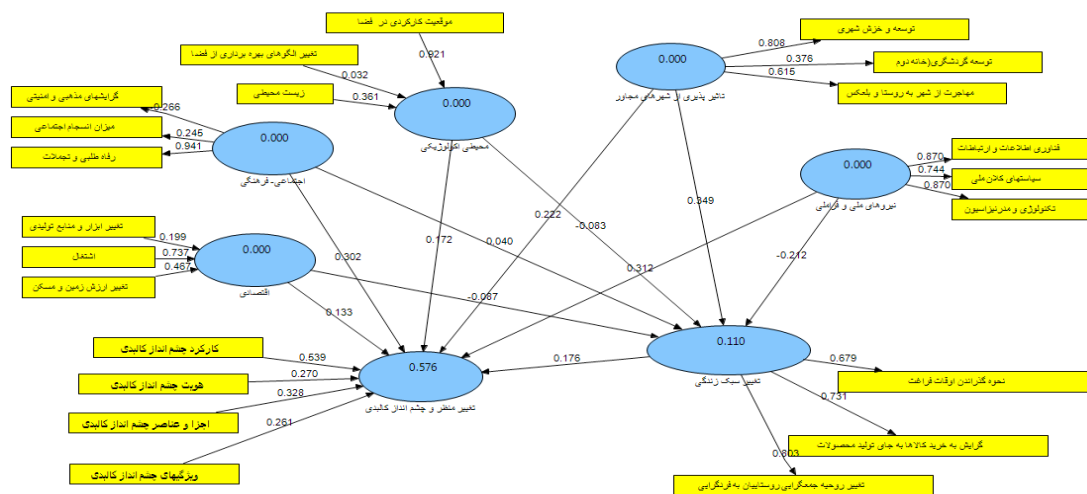 موقعیت کارکردی در فضا
0.921
تغییر الگوهای بهره برداری از فضا
0.032
زیست محیطی
0.361
0.000
محیطی اکولوژیکی
توسعه و خزش شهری
0.808
توسعه گردشگری(خانه دوم
0.376
مهاجرت از شهر به روستا و بلعکس
0.615
0.000
تاثیر پذیری از شهرهای مجاور
گرایشهای مذهبی و امنیتی
0.266
میزان انسجام اجتماعی
0.245
رفاه طلبی و تجملات
0.941
0.000
اجتماعی- فرهنگی
فناوری اطلاعات و ارتباطات
0.870
سیاستهای کلان ملی
0.744
تکنولوژی و مدرنیزاسیون
0.870
0.000
نیروهای ملی و فراملی
تغییر ابزار و منابع تولیدی
0.199
اشتغال
0.737
تغییر ارزش زمین و مسکن
0.467
0.000
اقتصادی
0.222
-0.083
0.349
0.172
0.040
0.302
0.312
-0.212
-0.087
0.133
0.176
کارکرد چشم انداز کالبدی
0.539
هویت چشم انداز کالبدی
0.270
اجزا و عناصر چشم انداز کالبدی
0.328
ویژگیهای چشم انداز کالبدی
0.261
0.576
تغییر منظر و چشم انداز کالبدی
0.110
تغییر سبک زندگی
0.679
نحوه گذراندن اوقات فراغت
0.731
گرایش به خرید کالاها به جای تولید محصولات
0.803
تغییر روحیه جمعگرایی روستاییان به فردگرایی